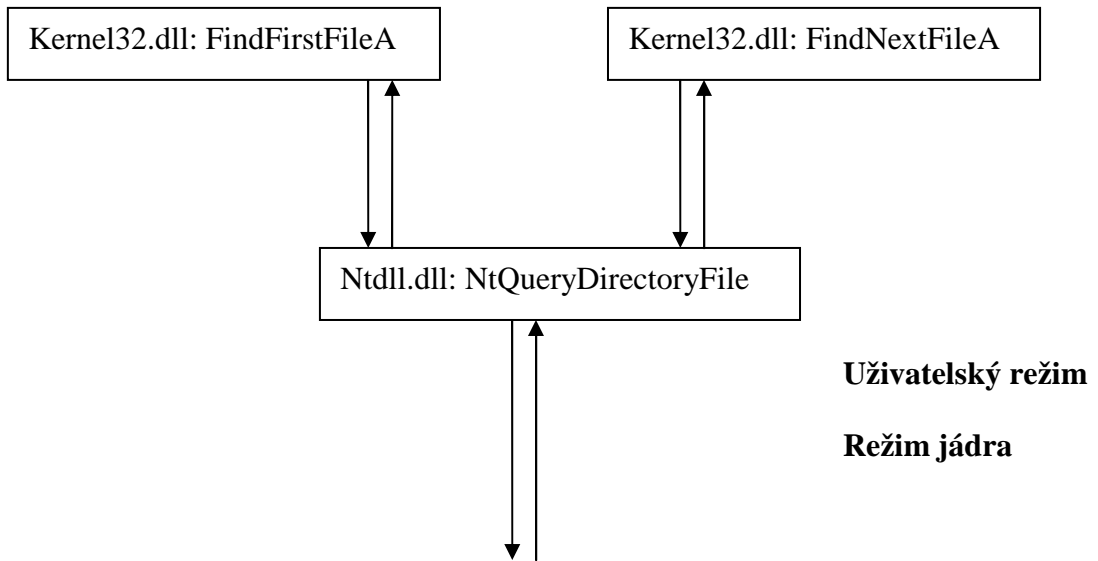 Kernel32.dll: FindFirstFileA
Kernel32.dll: FindNextFileA
Ntdll.dll: NtQueryDirectoryFile
Uživatelský režim
Režim jádra